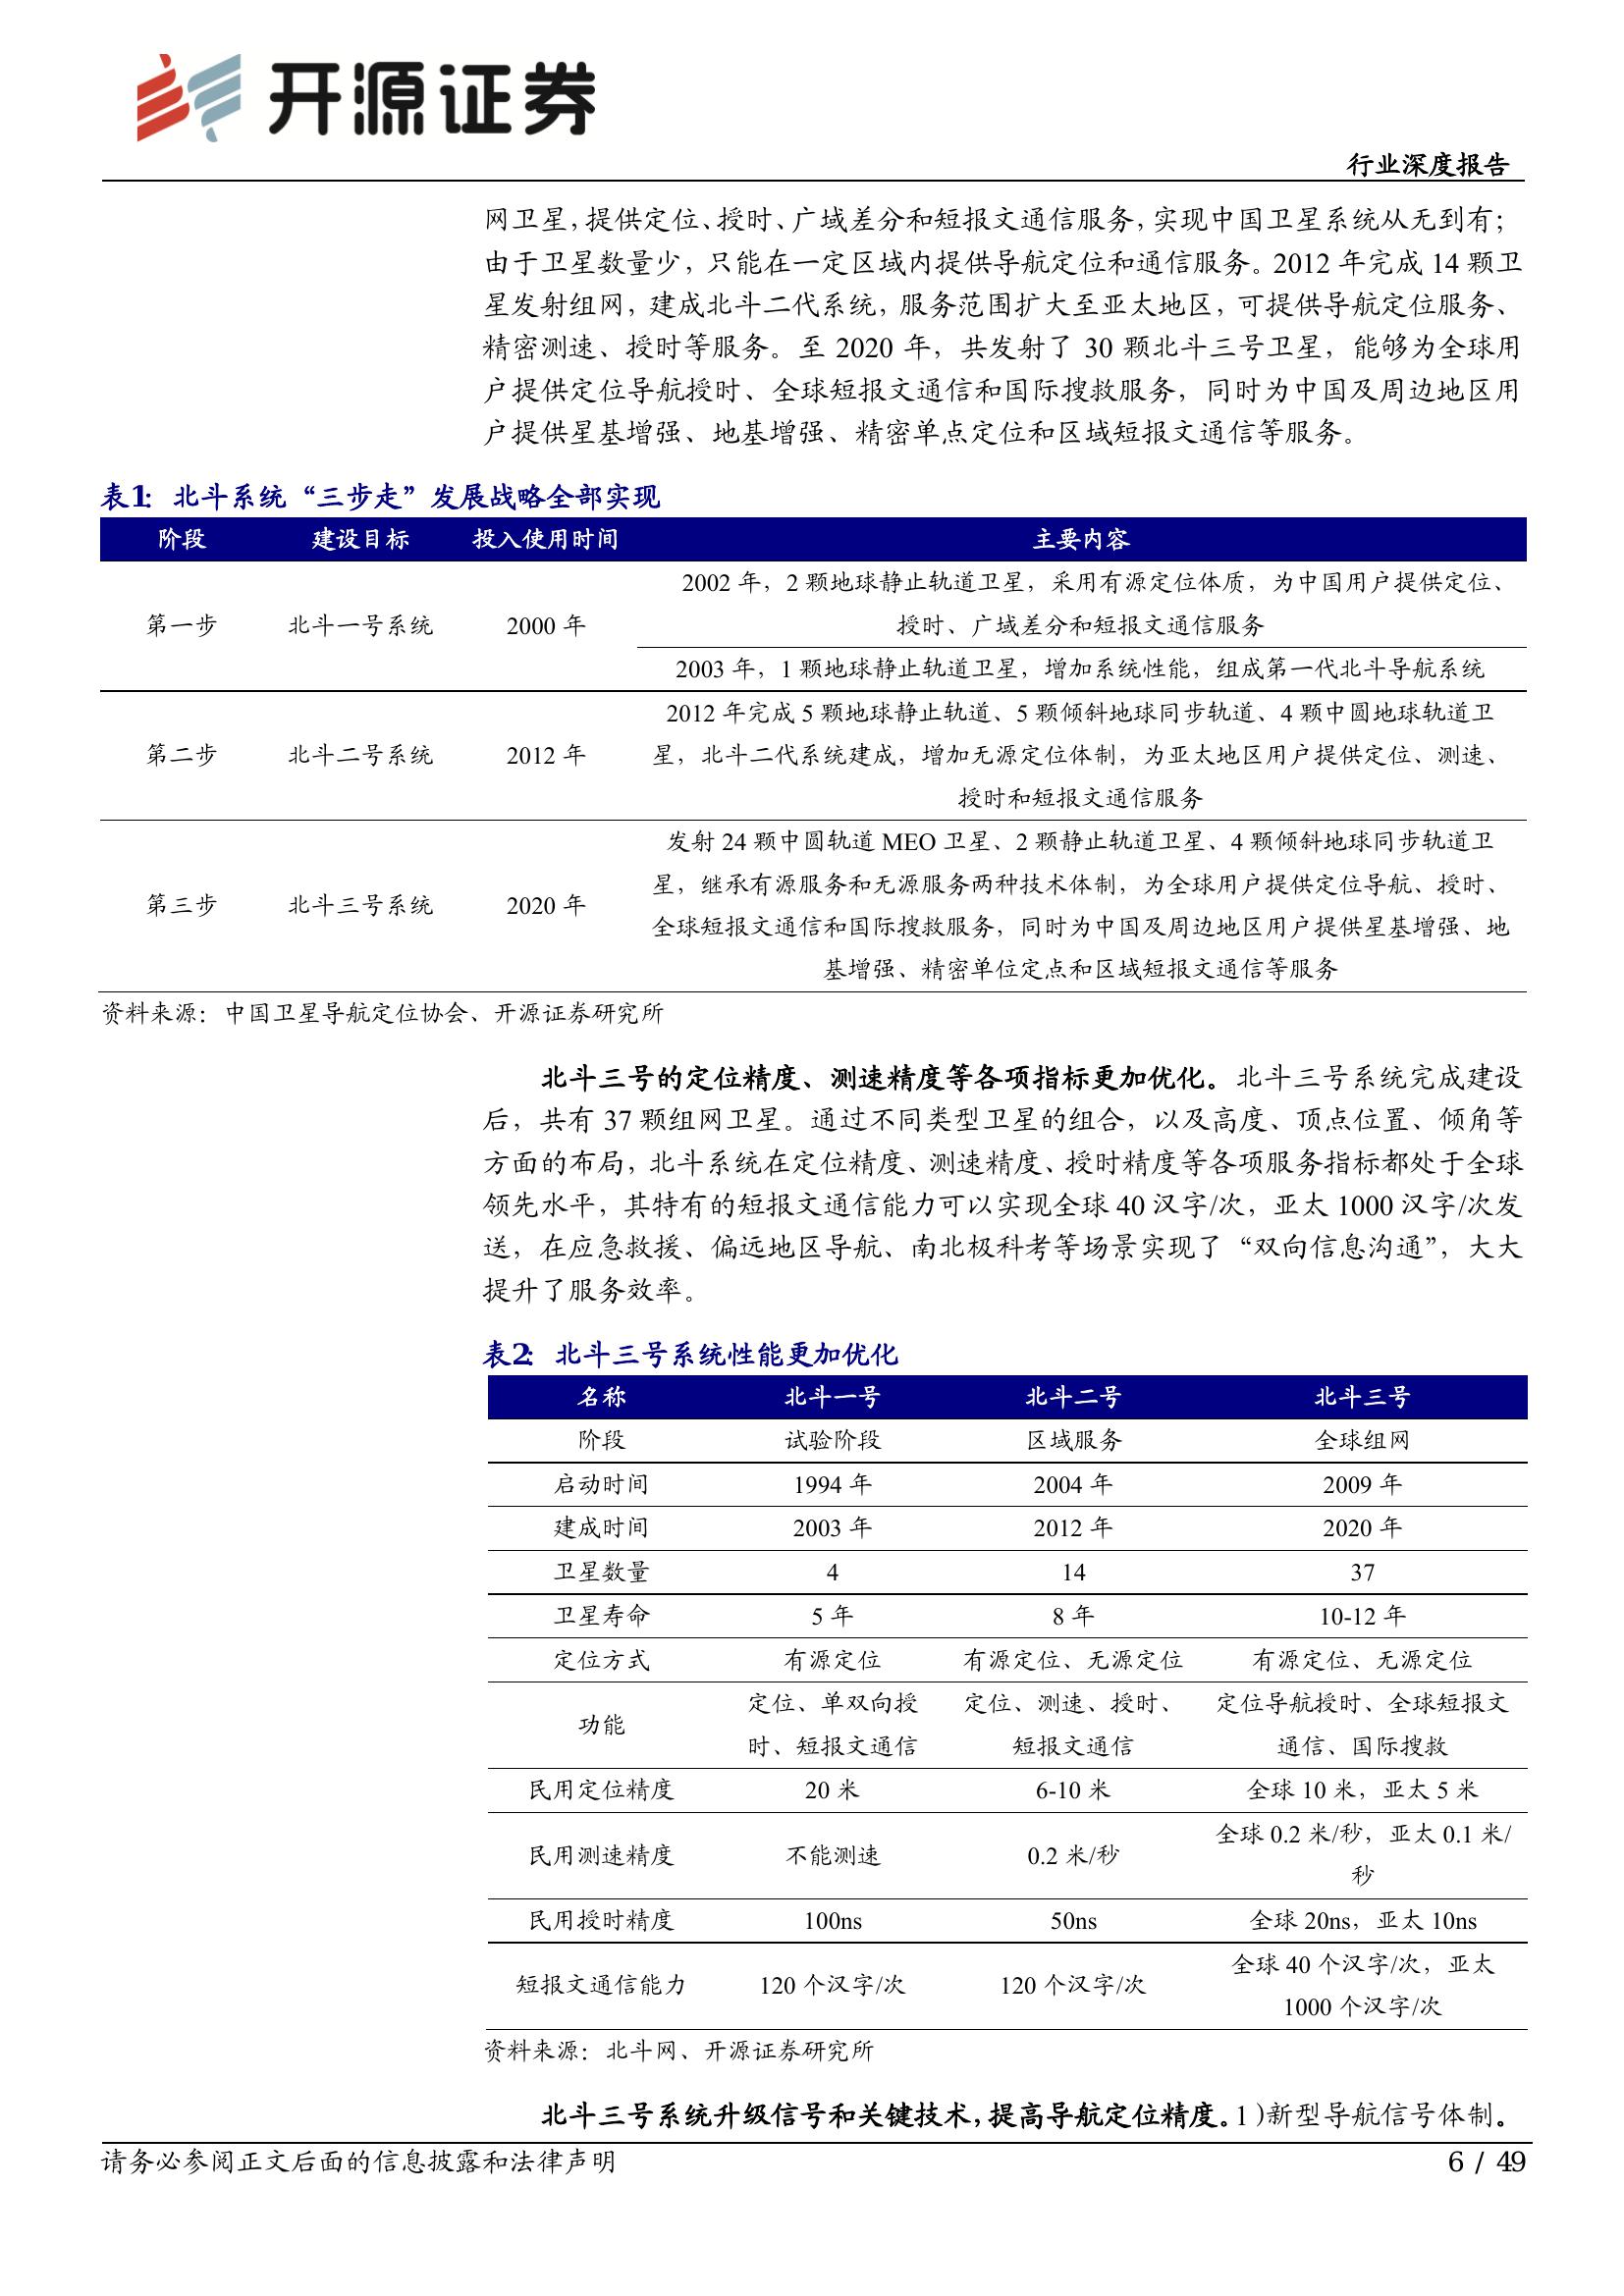 开源证券
行业深度报告
网卫星，提供定位、授时、广域差分和短报文通信服务，实现中国卫星系统从无到有；
由于卫星数量少，只能在一定区域内提供导航定位和通信服务。2012 年完成 14 颗卫
星发射组网，建成北斗二代系统，服务范围扩大至亚太地区，可提供导航定位服务、
精密测速、授时等服务。至 2020 年，共发射了 30 颗北斗三号卫星，能够为全球用
户提供定位导航授时、全球短报文通信和国际搜救服务，同时为中国及周边地区用
户提供星基增强、地基增强、精密单点定位和区域短报文通信等服务。
表1：北斗系统“三步走”发展战略全部实现
阶段 建设目标 投入使用时间 主要内容
2002 年，2 颗地球静止轨道卫星，采用有源定位体质，为中国用户提供定位、
第一步 北斗一号系统 2000 年 授时、广域差分和短报文通信服务
2003 年，1 颗地球静止轨道卫星，增加系统性能，组成第一代北斗导航系统
2012 年完成 5 颗地球静止轨道、5 颗倾斜地球同步轨道、4 颗中圆地球轨道卫
第二步 北斗二号系统 2012 年 星，北斗二代系统建成，增加无源定位体制，为亚太地区用户提供定位、测速、
授时和短报文通信服务
发射 24 颗中圆轨道 MEO 卫星、2 颗静止轨道卫星、4 颗倾斜地球同步轨道卫
星，继承有源服务和无源服务两种技术体制，为全球用户提供定位导航、授时、
第三步 北斗三号系统 2020 年
全球短报文通信和国际搜救服务，同时为中国及周边地区用户提供星基增强、地
基增强、精密单位定点和区域短报文通信等服务
资料来源：中国卫星导航定位协会、开源证券研究所
北斗三号的定位精度、测速精度等各项指标更加优化。北斗三号系统完成建设
后，共有 37 颗组网卫星。通过不同类型卫星的组合，以及高度、顶点位置、倾角等
方面的布局，北斗系统在定位精度、测速精度、授时精度等各项服务指标都处于全球
领先水平，其特有的短报文通信能力可以实现全球 40 汉字/次，亚太 1000 汉字/次发
送，在应急救援、偏远地区导航、南北极科考等场景实现了“双向信息沟通”，大大
提升了服务效率。
表2：北斗三号系统性能更加优化
名称 北斗一号 北斗二号 北斗三号
阶段 试验阶段 区域服务 全球组网
启动时间 1994 年 2004 年 2009 年
建成时间 2003 年 2012 年 2020 年
卫星数量 4 14 37
卫星寿命 5 年 8 年 10-12 年
定位方式 有源定位 有源定位、无源定位 有源定位、无源定位
定位、单双向授 定位、测速、授时、 定位导航授时、全球短报文
功能
时、短报文通信 短报文通信 通信、国际搜救
民用定位精度 20 米 6-10 米 全球 10 米，亚太 5 米
全球 0.2 米/秒，亚太 0.1 米/
民用测速精度 不能测速 0.2 米/秒
秒
民用授时精度 100ns 50ns 全球 20ns，亚太 10ns
全球 40 个汉字/次，亚太
短报文通信能力 120 个汉字/次 120 个汉字/次
1000 个汉字/次
资料来源：北斗网、开源证券研究所
北斗三号系统升级信号和关键技术，提高导航定位精度。1）新型导航信号体制。
请务必参阅正文后面的信息披露和法律声明 6 / 49